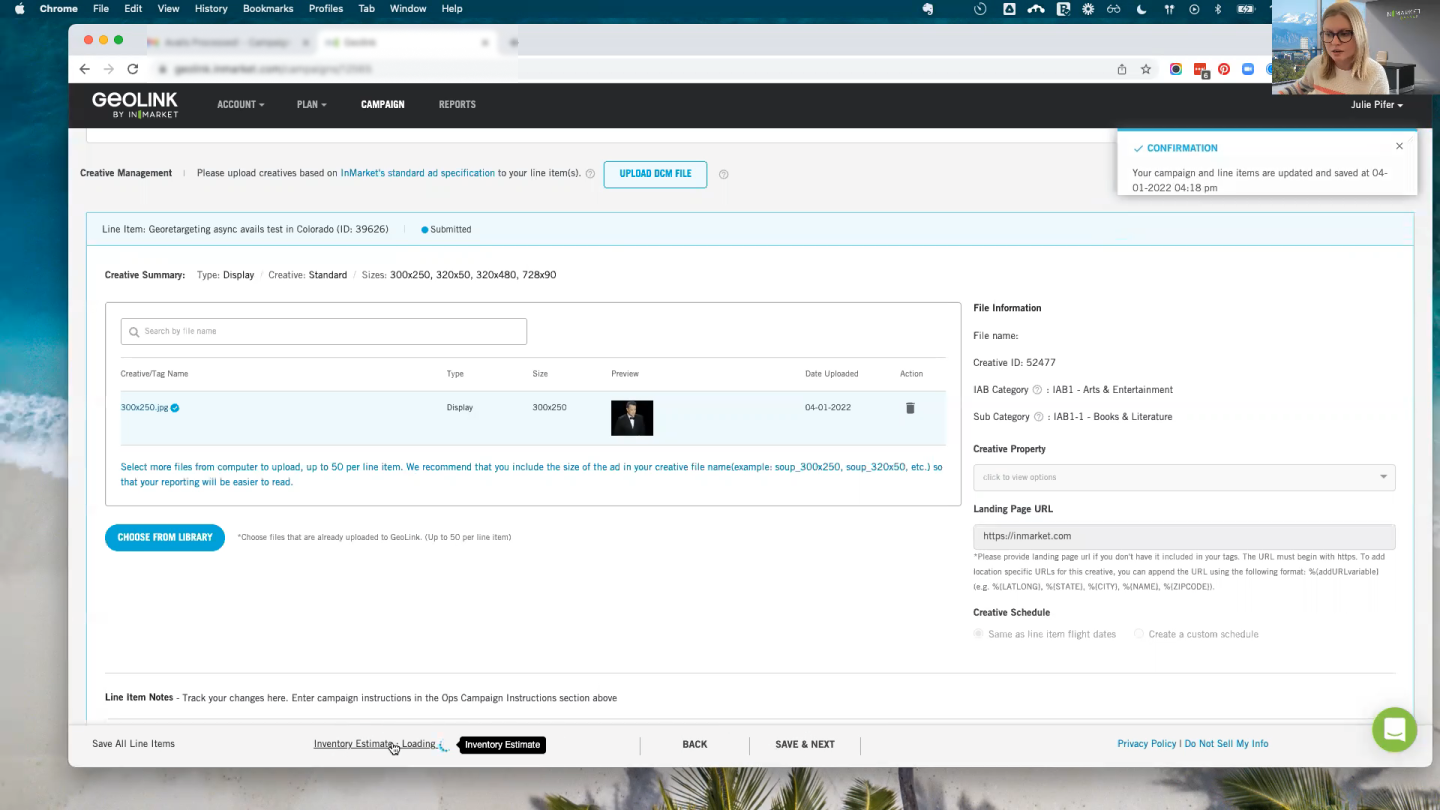 Chrome File Edit View History Bookmarks Profiles Tab Window Help
Geolink
geolink.inmarket.com/campaigns/
6
GEOLINK
BY INMARKET
ACCOUNT PLAN CAMPAIGN REPORTS
Julie Pifer
CONFIRMATION
Your campaign and line items are updated and saved at 04-
01-2022 04:18 pm
Creative Management | Please upload creatives based on InMarket's standard ad specification to your line item(s). ? UPLOAD DCM FILE ?
Line Item: Georetargeting async avails test in Colorado (ID: 39626) Submitted
Creative Summary: Type: Display / Creative: Standard / Sizes: 300x250, 320x50, 320x480, 728x90
Search by file name
Creative/Tag Name Type Size Preview Date Uploaded Action
300x250.jpg Display 300x250 04-01-2022
Select more files from computer to upload, up to 50 per line item. We recommend that you include the size of the ad in your creative file name(example: soup_300x250, soup_320x50, etc.) so
that your reporting will be easier to read.
CHOOSE FROM LIBRARY *Choose files that are already uploaded to GeoLink. (Up to 50 per line item)
File Information
File name:
Creative ID: 52477
IAB Category ? : IAB1 - Arts & Entertainment
Sub Category ? : IAB1-1 - Books & Literature
Creative Property
click to view options
Landing Page URL
https://inmarket.com
*Please provide landing page url if you don't have it included in your tags. The URL must begin with https. To add
location specific URLs for this creative, you can append the URL using the following format: %{addURLvariable}
(e.g. %{LATLONG}, %{STATE}, %{CITY}, %{NAME}, %{ZIPCODE}).
Creative Schedule
Same as line item flight dates Create a custom schedule
Line Item Notes - Track your changes here. Enter campaign instructions in the Ops Campaign Instructions section above
Save All Line Items Inventory Estimate : Loading Inventory Estimate BACK SAVE & NEXT Privacy Policy | Do Not Sell My Info